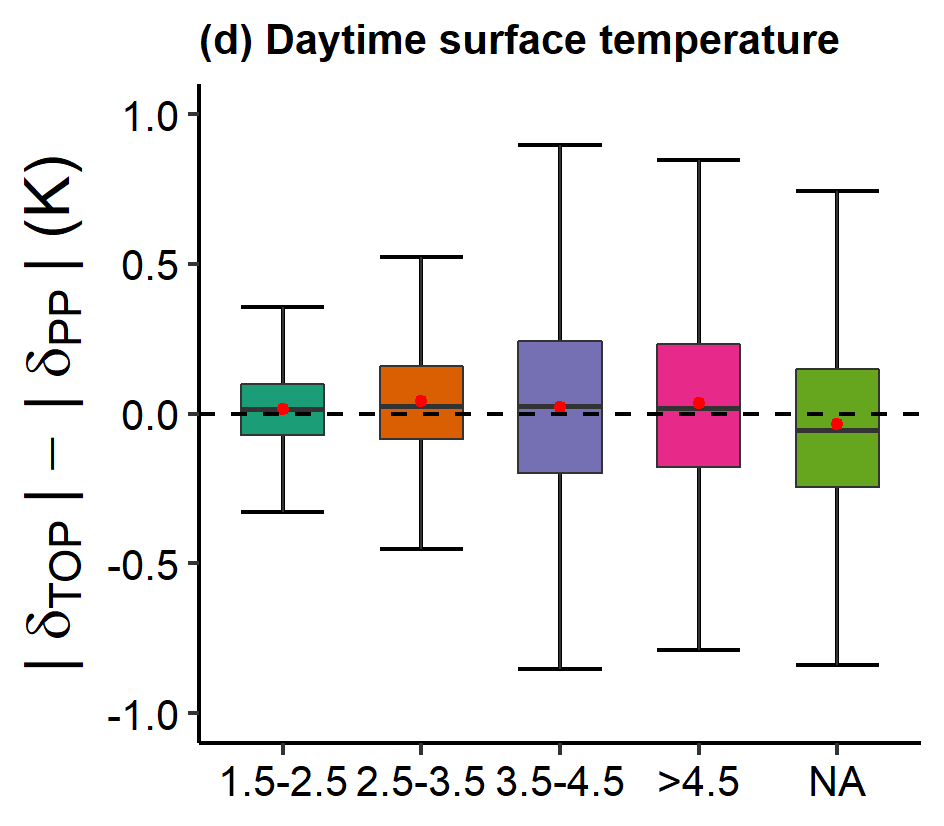 (d) Daytime surface temperature
| δTOP | − | δPP | (K)
1.0
0.5
0.0
-0.5
-1.0
1.5-2.5 2.5-3.5 3.5-4.5 >4.5 NA